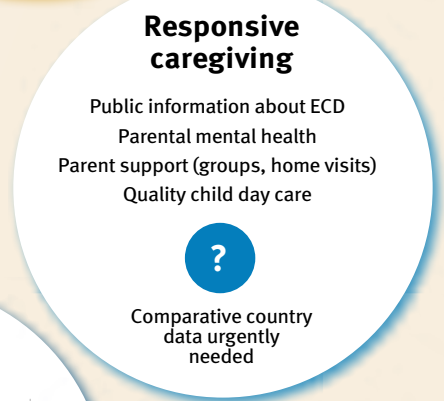 Responsive
caregiving
Public information about ECD
Parental mental health
Parent support (groups, home visits)
Quality child day care
?
Comparative country
data urgently
needed